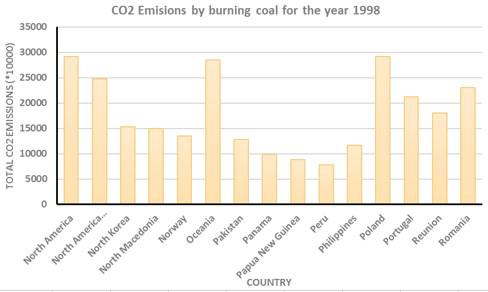 CO2 Emisions by burning coal for the year 1998
TOTAL CO2 EMISSIONS (*10000)
35000
30000
25000
20000
15000
10000
5000
0
North America
North America...
North Korea
North Macedonia
Norway
Oceania
Pakistan
Panama
Papua New Guinea
Peru
Philippines
Poland
Portugal
Reunion
Romania
COUNTRY